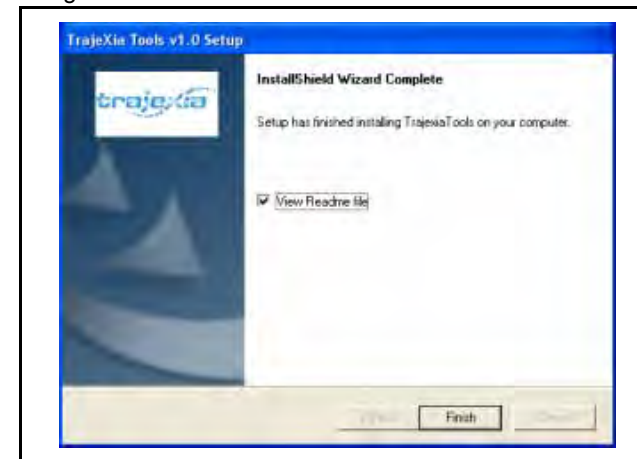 TrajeXia Tools v1.0 Setup
trajexia
InstallShield Wizard Complete
Setup has finished installing TrajexiaTools on your computer.
View Readme file
Finish